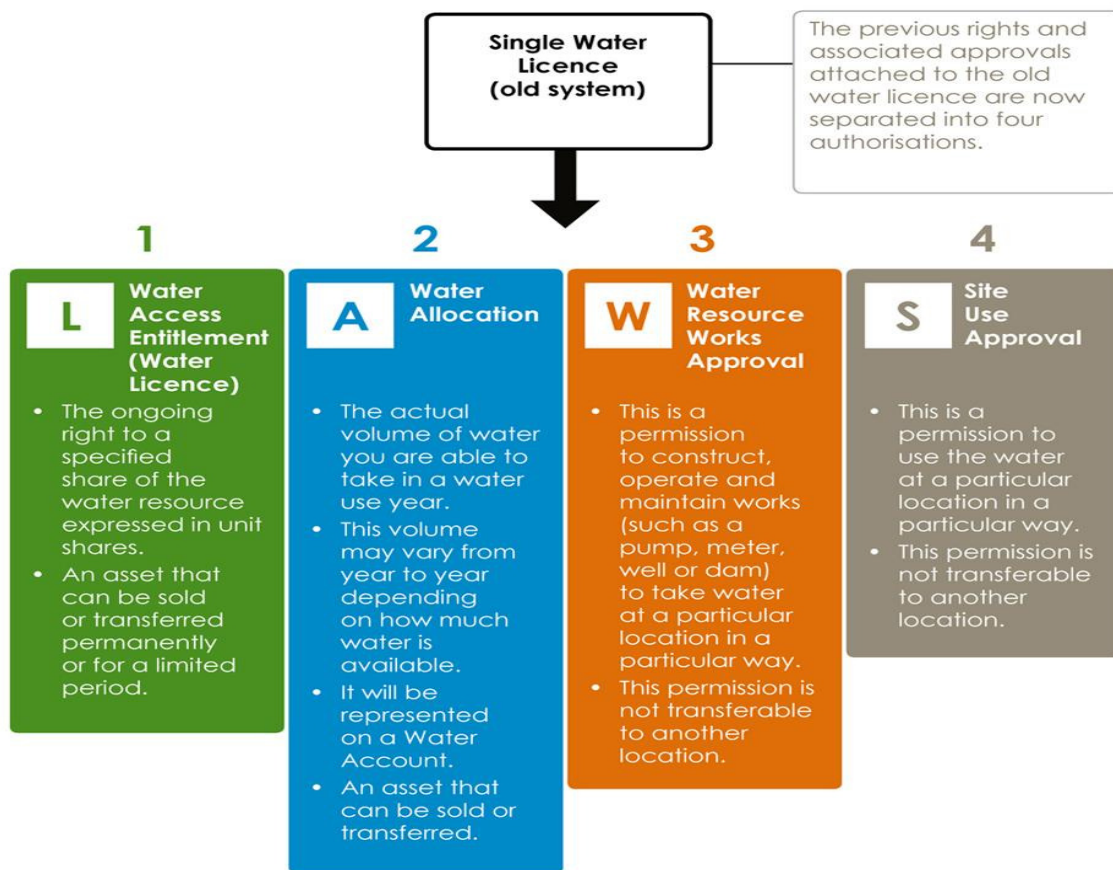 Single Water
Licence
(old system)
The previous rights and
associated approvals
attached to the old
water licence are now
separated into four
authorisations.
1
L
Water
Access
Entitlement
(Water
Licence)
• The ongoing
right to a
specified
share of the
water resource
expressed in unit
shares.
• An asset that
can be sold
or transferred
permanently
or for a limited
period.
2
A
Water
Allocation
• The actual
volume of water
you are able to
take in a water
use year.
• This volume
may vary from
year to year
depending
on how much
water is
available.
• It will be
represented
on a Water
Account.
• An asset that
can be sold or
transferred.
3
W
Water
Resource
Works
Approval
• This is a
permission
to construct,
operate and
maintain works
(such as a
pump, meter,
well or dam)
to take water
at a particular
location in a
particular way.
• This permission is
not transferable
to another
location.
4
S
Site
Use
Approval
• This is a
permission to
use the water
at a particular
location in a
particular way.
• This permission is
not transferable
to another
location.